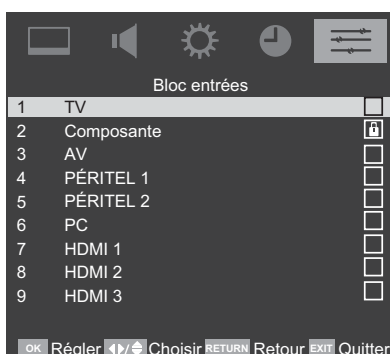 Bloc entrées
1 TV
2 Composante
3 AV
4 PÉRITEL 1
5 PÉRITEL 2
6 PC
7 HDMI 1
8 HDMI 2
9 HDMI 3
OK Régler Choisir RETURN Retour EXIT Quitter